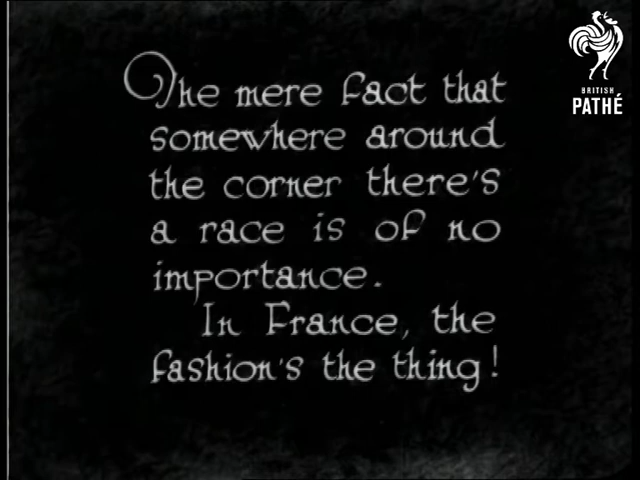 The mere fact that
somewhere around
the corner there's
a race is of no
importance.
In France, the
fashion's the thing!
BRITISH
PATHÉ